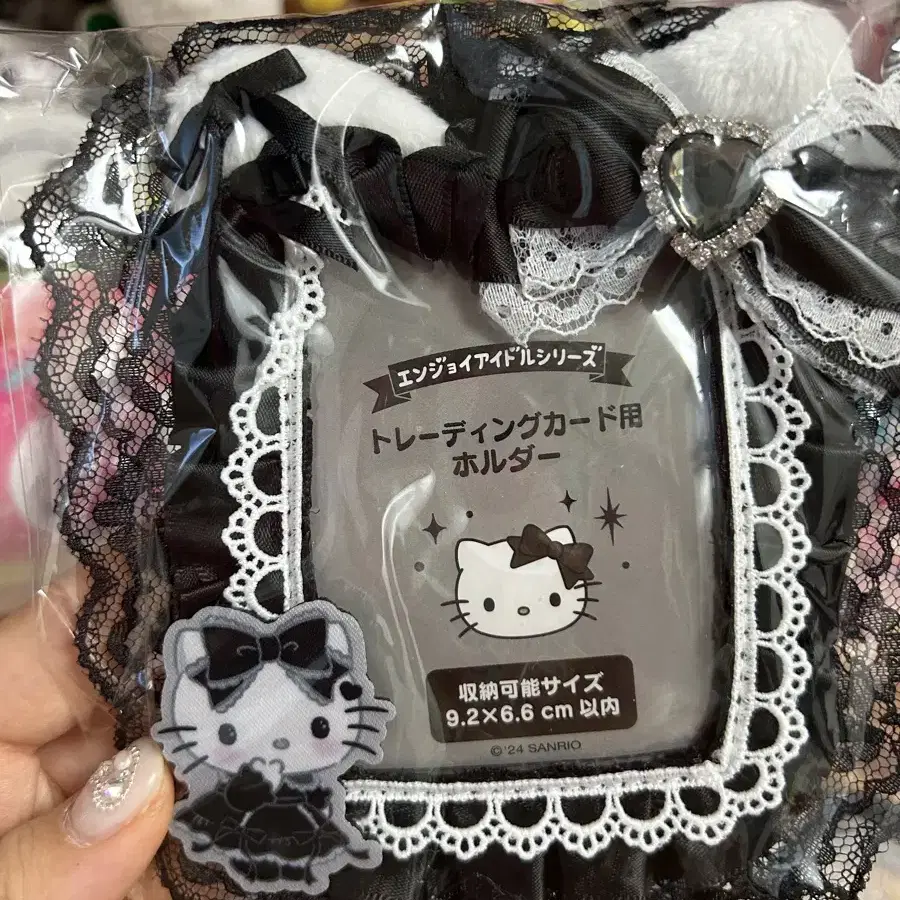 エンジョイアイドルシリーズ
トレーディングカード用
ホルダー
収納可能サイズ
9.2×6.6 cm 以内
©'24 SANRIO